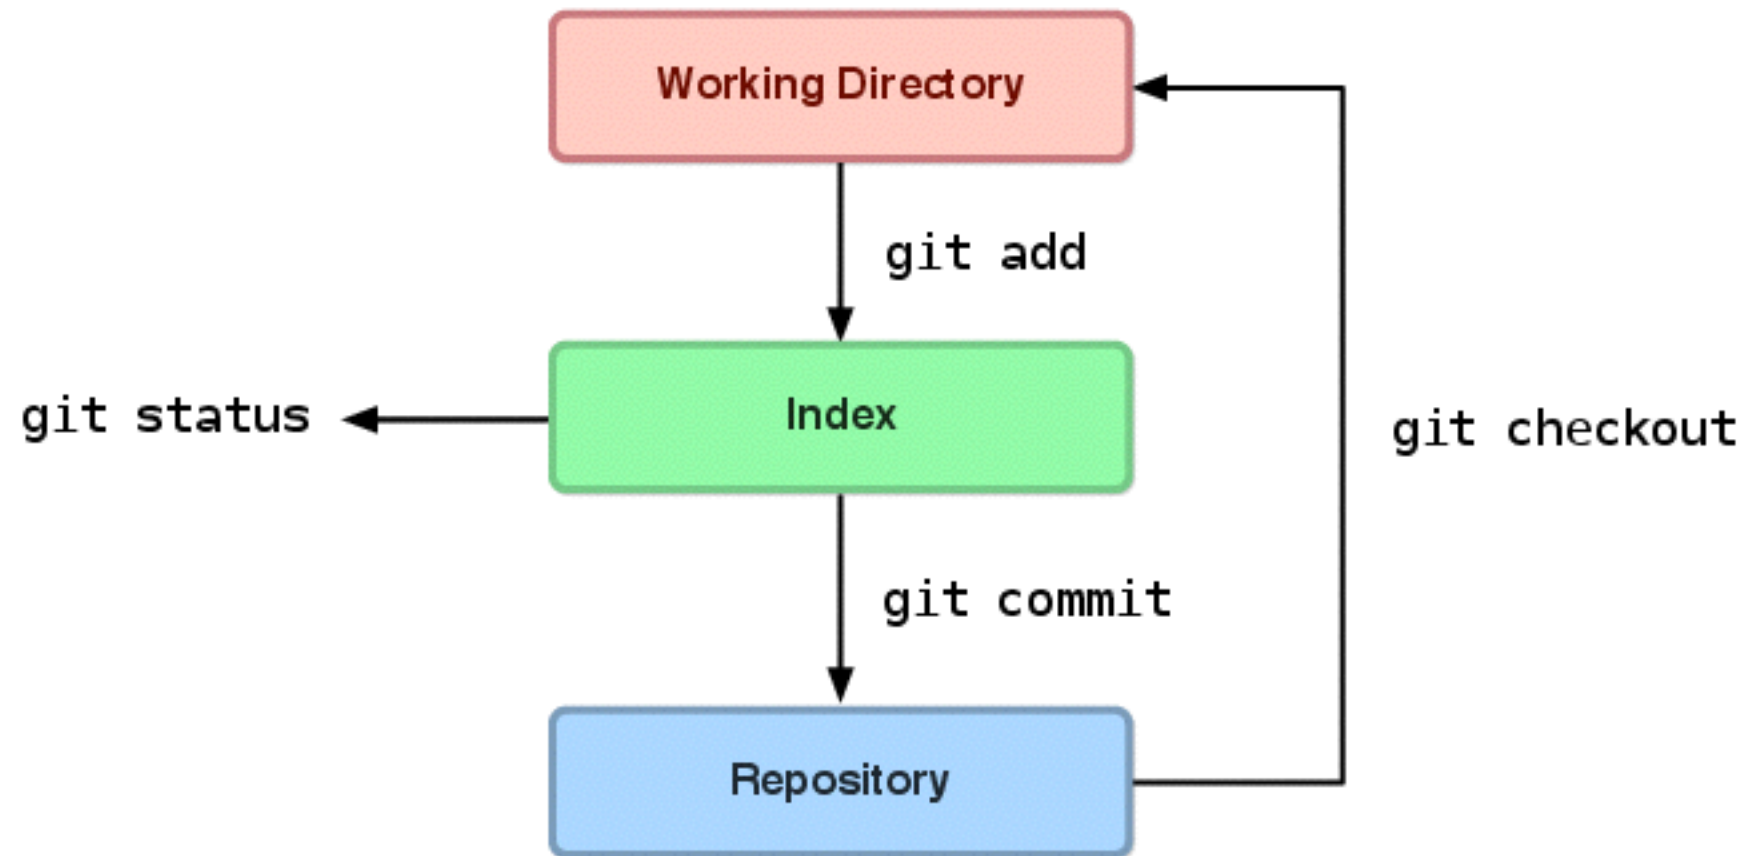 Working Directory
git add
git status
Index
git checkout
git commit
Repository